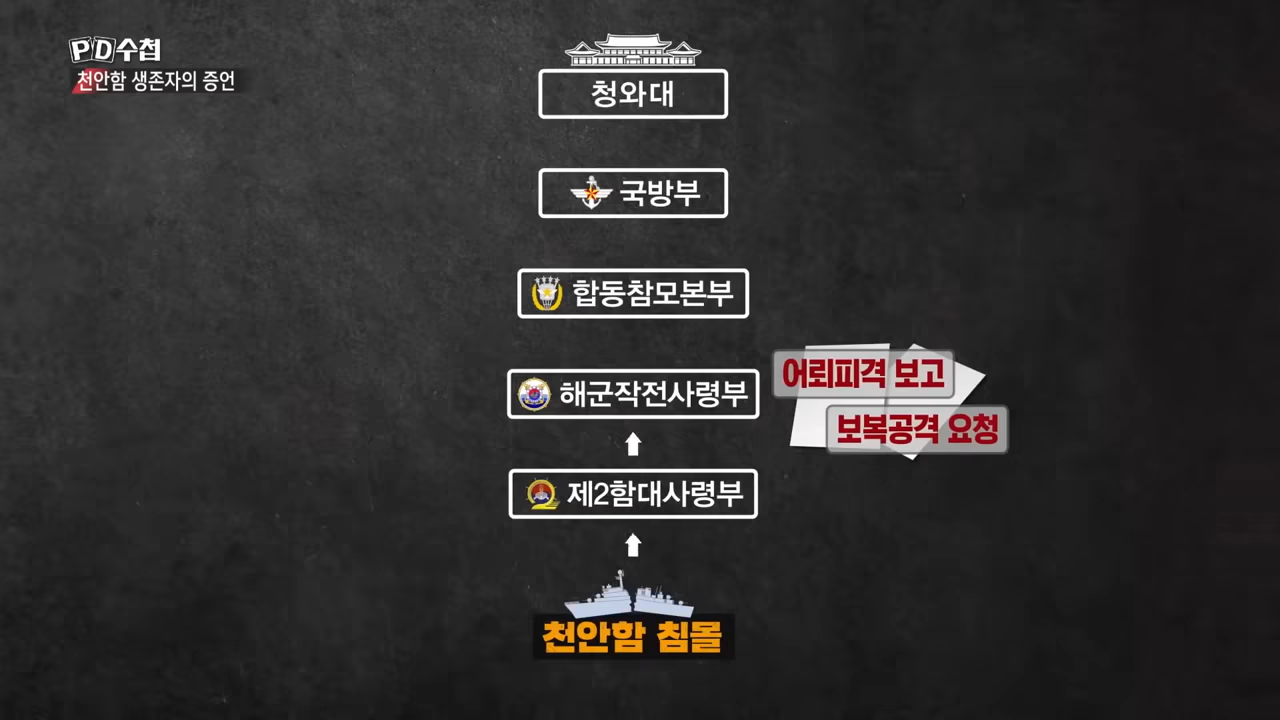 PD수첩
천안함 생존자의 증언
청와대
국방부
합동참모본부
해군작전사령부
어뢰피격 보고
보복공격 요청
제2함대사령부
천안함 침몰